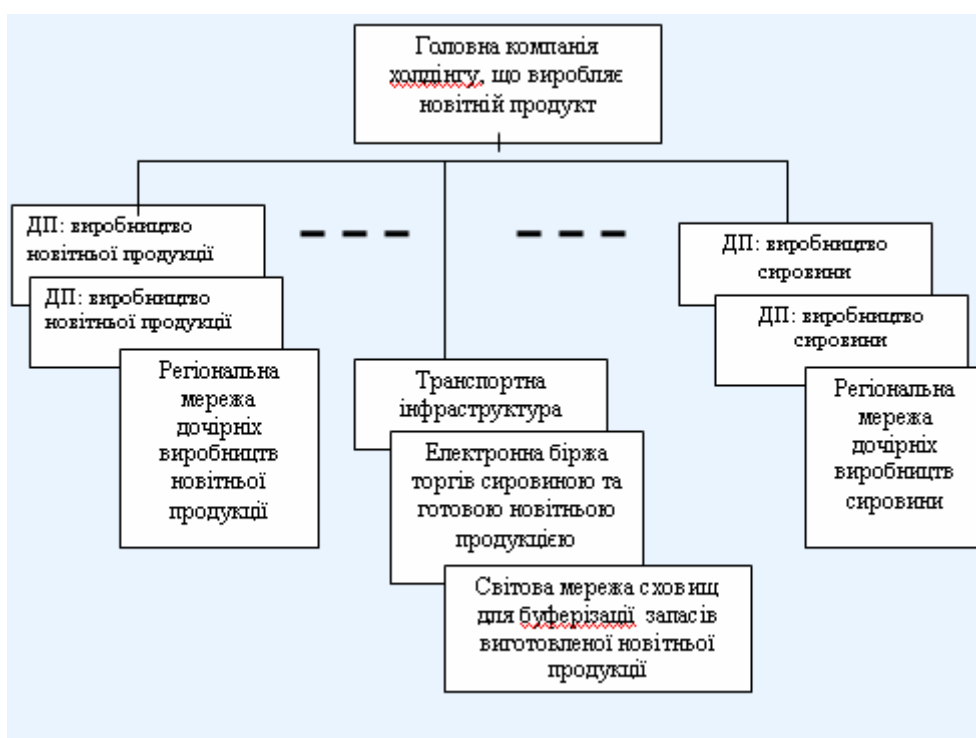 Головна компанія
холдінгу, що виробляє
новітній продукт
ДП: виробництво
новітньої продукції
ДП: виробництво
новітньої продукції
Регіональна
мережа
дочірніх
виробництв
новітньої
продукції
Транспортна
інфраструктура
Електронна біржа
торгів сировиною та
готовою новітньою
продукцією
Світова мережа сховищ
для буферізації запасів
виготовленої новітньої
продукції
ДП: виробництво
сировини
ДП: виробництво
сировини
Регіональна
мережа
дочірніх
виробництв
сировини